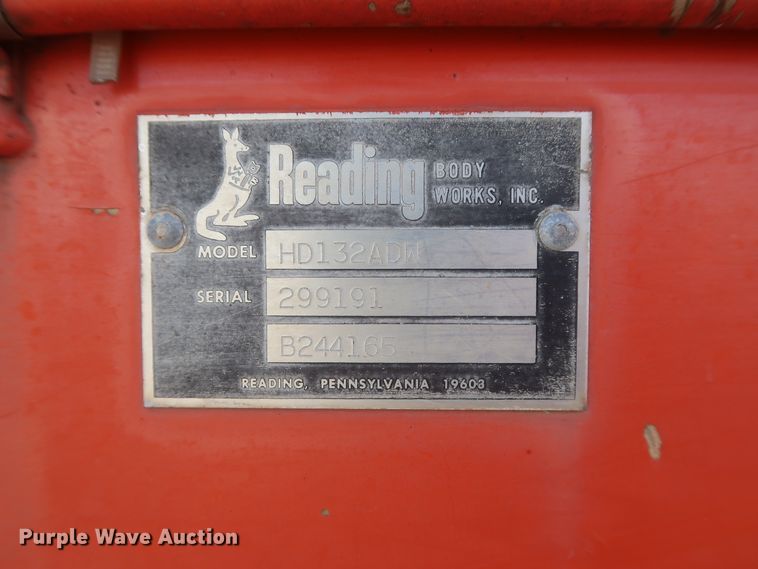 Reading BODY
WORKS, INC.
MODEL HD132ADW
SERIAL 299191
B244165
READING, PENNSYLVANIA 19603
Purple Wave Auction